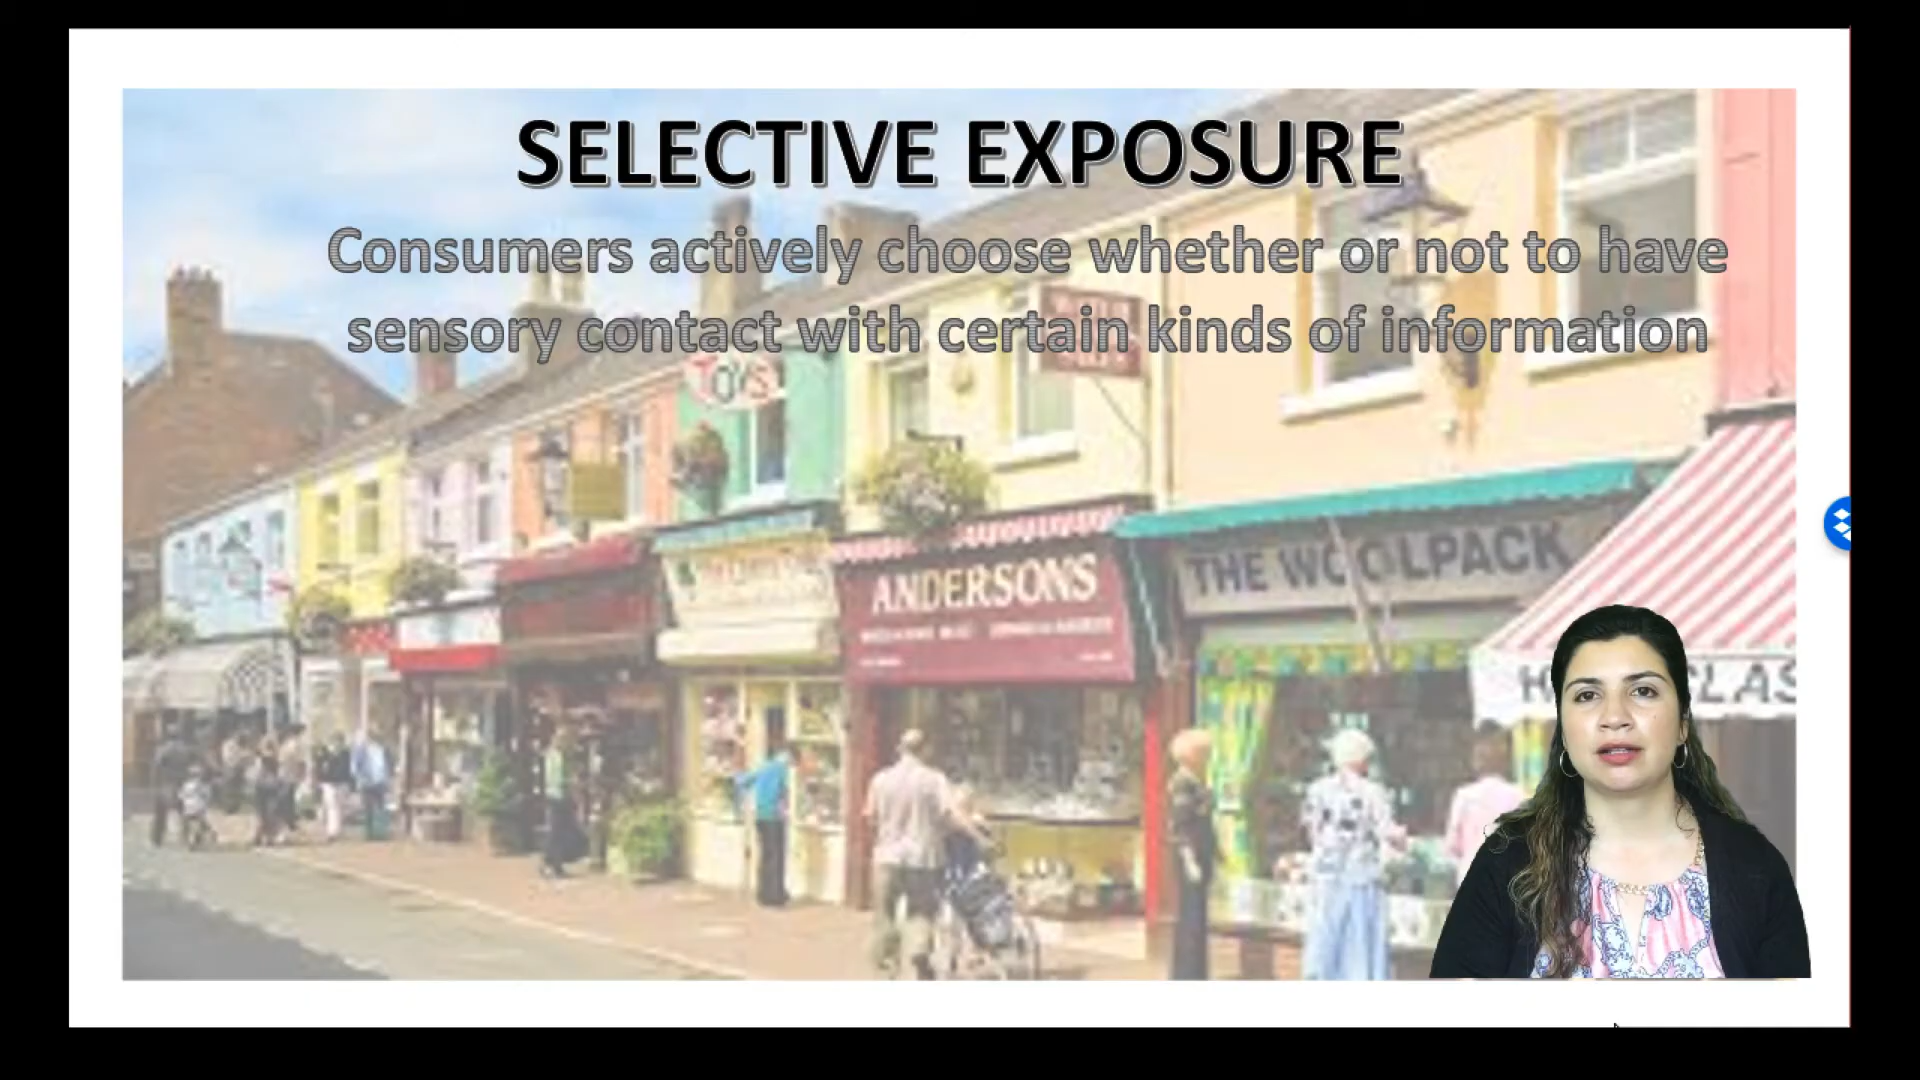 SELECTIVE EXPOSURE
Consumers actively choose whether or not to have
sensory contact with certain kinds of information
TOYS
ANDERSONS
THE WOOLPACK